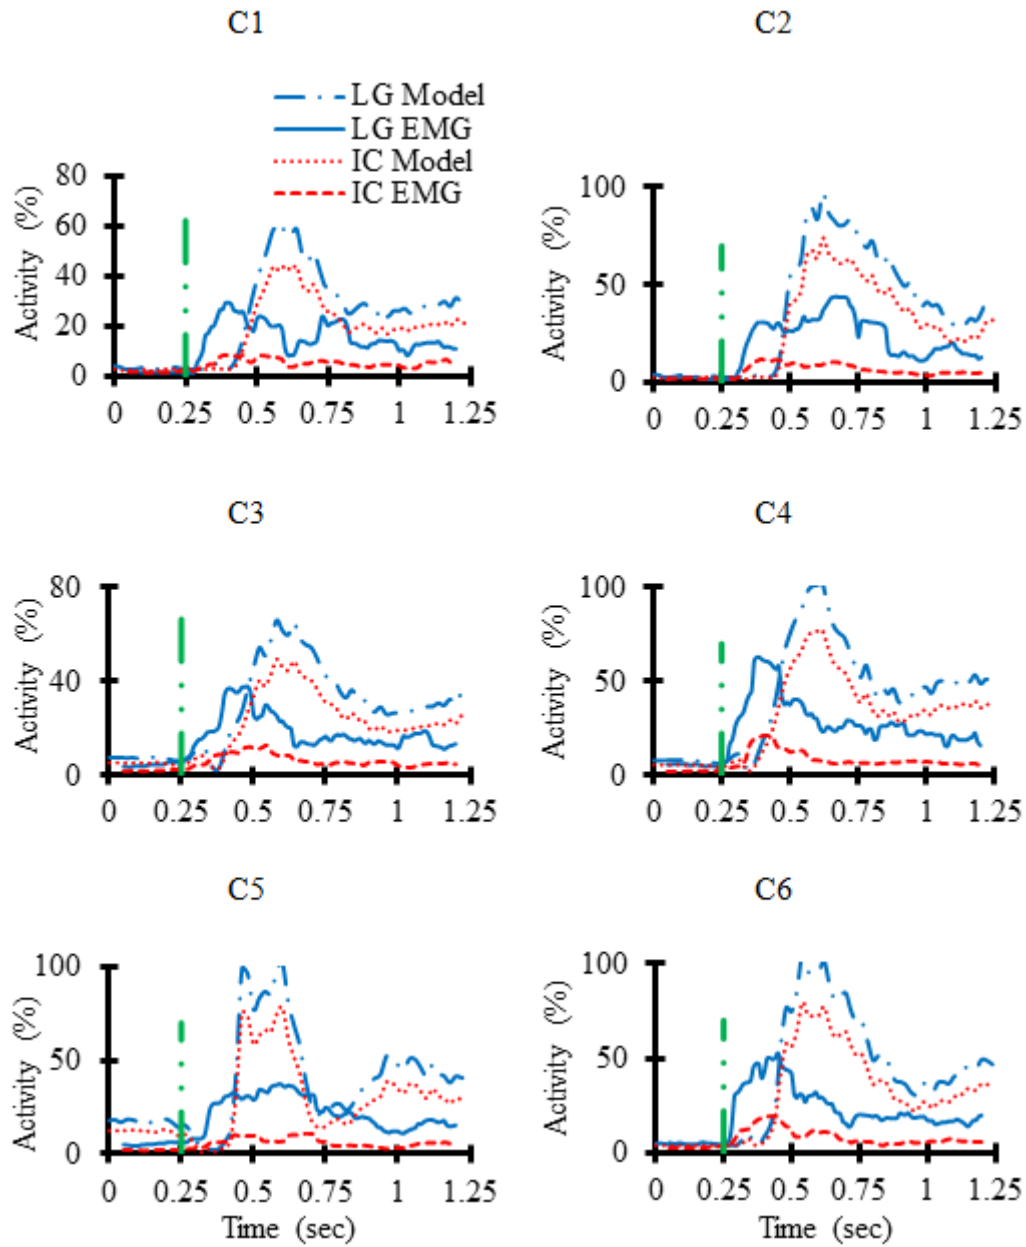 C1
C2
LG Model
LG EMG
IC Model
IC EMG
Activity (%)
80
60
40
20
0
0 0.25 0.5 0.75 1 1.25
Activity (%)
100
50
0
0 0.25 0.5 0.75 1 1.25
C3
C4
Activity (%)
80
40
0
0 0.25 0.5 0.75 1 1.25
Activity (%)
100
50
0
0 0.25 0.5 0.75 1 1.25
C5
C6
Activity (%)
100
50
0
0 0.25 0.5 0.75 1 1.25
Time (sec)
Activity (%)
100
50
0
0 0.25 0.5 0.75 1 1.25
Time (sec)